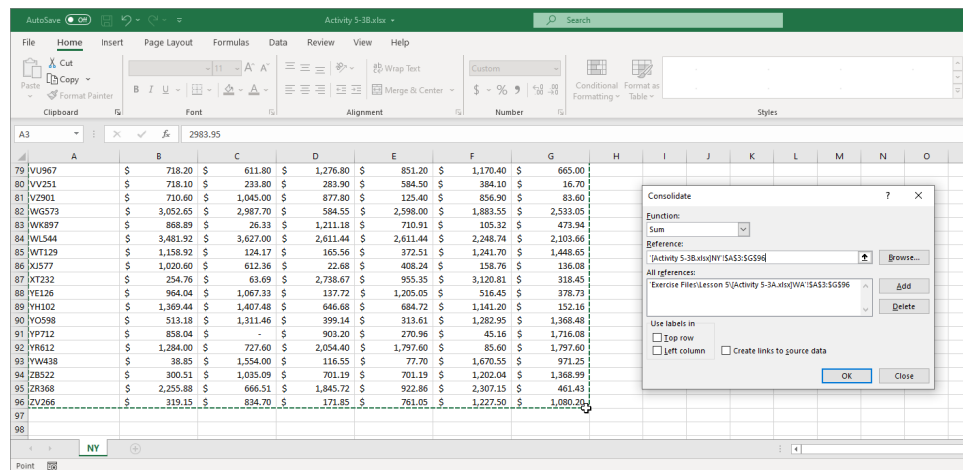 AutoSave Off Activity 5-3B.xlsx Search
File Home Insert Page Layout Formulas Data Review View Help
Cut
Copy
Format Painter
Paste
11 A^ A˅ Wrap Text Custom
B I U A Merge & Center $ % 9 Conditional Formatting Format as Table
Clipboard Font Alignment Number Styles
A3 fx 2983.95
A B C D E F G H I J K L M N O
79 VU967 $ 718.20 $ 611.80 $ 1,276.80 $ 851.20 $ 1,170.40 $ 665.00
80 VV251 $ 718.10 $ 233.80 $ 283.90 $ 584.50 $ 384.10 $ 16.70
81 VZ901 $ 710.60 $ 1,045.00 $ 877.80 $ 125.40 $ 856.90 $ 83.60
82 WG573 $ 3,052.65 $ 2,987.70 $ 584.55 $ 2,598.00 $ 1,883.55 $ 2,533.05
83 WK897 $ 868.89 $ 26.33 $ 1,211.18 $ 710.91 $ 105.32 $ 473.94
84 WL544 $ 3,481.92 $ 3,627.00 $ 2,611.44 $ 2,611.44 $ 2,248.74 $ 2,103.66
85 WT129 $ 1,158.92 $ 124.17 $ 165.56 $ 372.51 $ 1,241.70 $ 1,448.65
86 XJ577 $ 1,020.60 $ 612.36 $ 22.68 $ 408.24 $ 158.76 $ 136.08
87 XT232 $ 254.76 $ 63.69 $ 2,738.67 $ 955.35 $ 3,120.81 $ 318.45
88 YE126 $ 964.04 $ 1,067.33 $ 137.72 $ 1,205.05 $ 516.45 $ 378.73
89 YH102 $ 1,369.44 $ 1,407.48 $ 646.68 $ 684.72 $ 1,141.20 $ 152.16
90 YO598 $ 513.18 $ 1,311.46 $ 399.14 $ 313.61 $ 1,282.95 $ 1,368.48
91 YP712 $ 858.04 $ - $ 903.20 $ 270.96 $ 45.16 $ 1,716.08
92 YR612 $ 1,284.00 $ 727.60 $ 2,054.40 $ 1,797.60 $ 85.60 $ 1,797.60
93 YW438 $ 38.85 $ 1,554.00 $ 116.55 $ 77.70 $ 1,670.55 $ 971.25
94 ZB522 $ 300.51 $ 1,035.09 $ 701.19 $ 701.19 $ 1,202.04 $ 1,368.99
95 ZR368 $ 2,255.88 $ 666.51 $ 1,845.72 $ 922.86 $ 2,307.15 $ 461.43
96 ZV266 $ 319.15 $ 834.70 $ 171.85 $ 761.05 $ 1,227.50 $ 1,080.20
97
98
Consolidate ? X
Function:
Sum
Reference:
'[Activity 5-3B.xlsx]NY'!$A$3:$G$96 Browse...
All references:
'Exercise Files\Lesson 5\[Activity 5-3A.xlsx]WA'!$A$3:$G$96 Add
Delete
Use labels in
Top row
Left column Create links to source data
OK Close
NY
Point